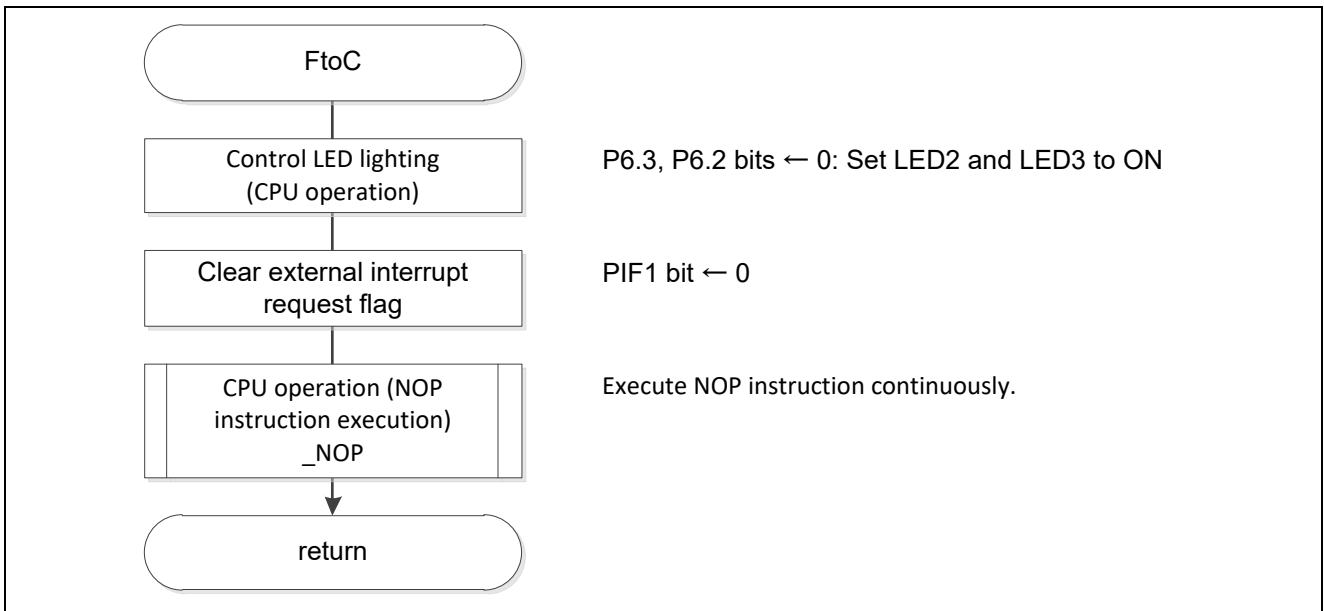 FtoC
Control LED lighting
(CPU operation)
P6.3, P6.2 bits ← 0: Set LED2 and LED3 to ON
Clear external interrupt
request flag
PIF1 bit ← 0
CPU operation (NOP
instruction execution)
_NOP
Execute NOP instruction continuously.
return